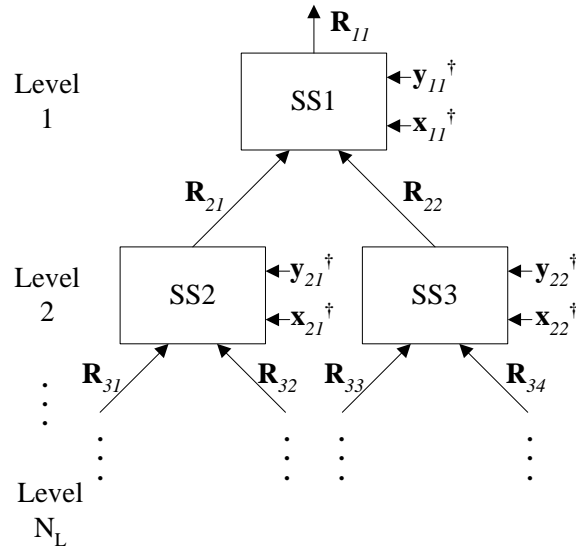 R₁₁
Level
1
SS1
y₁₁†
x₁₁†
R₂₁
R₂₂
Level
2
SS2
y₂₁†
x₂₁†
SS3
y₂₂†
x₂₂†
R₃₁
R₃₂
R₃₃
R₃₄
Level
N_L